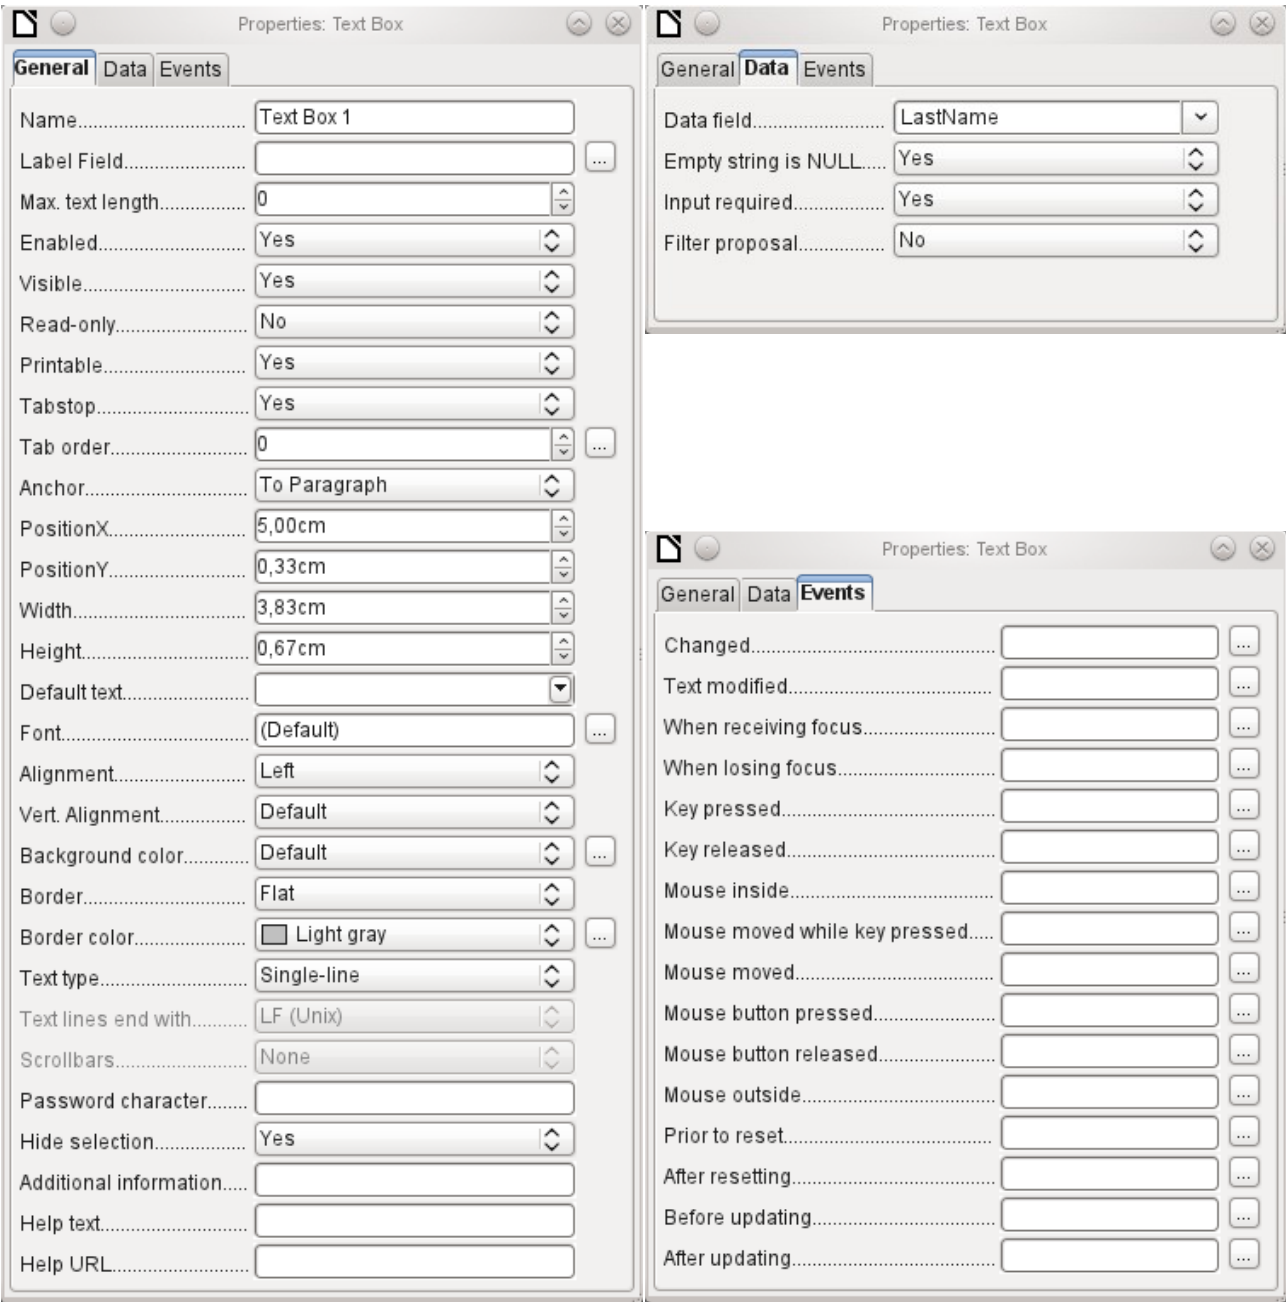 Properties: Text Box
General Data Events
Name.............................. Text Box 1
Label Field....................... ...
Max. text length................ 0
Enabled........................... Yes
Visible............................. Yes
Read-only........................ No
Printable.......................... Yes
Tabstop........................... Yes
Tab order......................... 0 ...
Anchor............................. To Paragraph
PositionX......................... 5,00cm
PositionY......................... 0,33cm
Width............................... 3,83cm
Height.............................. 0,67cm
Default text......................
Font................................. (Default) ...
Alignment......................... Left
Vert. Alignment................ Default
Background color............ Default ...
Border.............................. Flat
Border color..................... Light gray ...
Text type.......................... Single-line
Text lines end with.......... LF (Unix)
Scrollbars........................ None
Password character........
Hide selection.................. Yes
Additional information.....
Help text..........................
Help URL.........................
Properties: Text Box
General Data Events
Data field........................ LastName
Empty string is NULL..... Yes
Input required................. Yes
Filter proposal................ No
Properties: Text Box
General Data Events
Changed............................................ ...
Text modified..................................... ...
When receiving focus........................ ...
When losing focus............................. ...
Key pressed...................................... ...
Key released..................................... ...
Mouse inside..................................... ...
Mouse moved while key pressed..... ...
Mouse moved.................................... ...
Mouse button pressed...................... ...
Mouse button released..................... ...
Mouse outside................................... ...
Prior to reset...................................... ...
After resetting.................................... ...
Before updating................................. ...
After updating.................................... ...